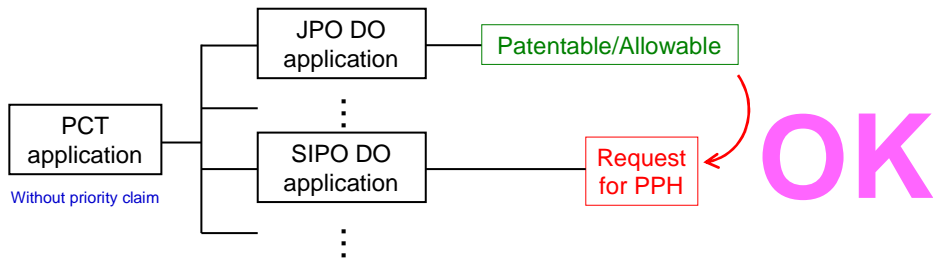 JPO DO
application
Patentable/Allowable
PCT
application
Without priority claim
SIPO DO
application
Request
for PPH
OK